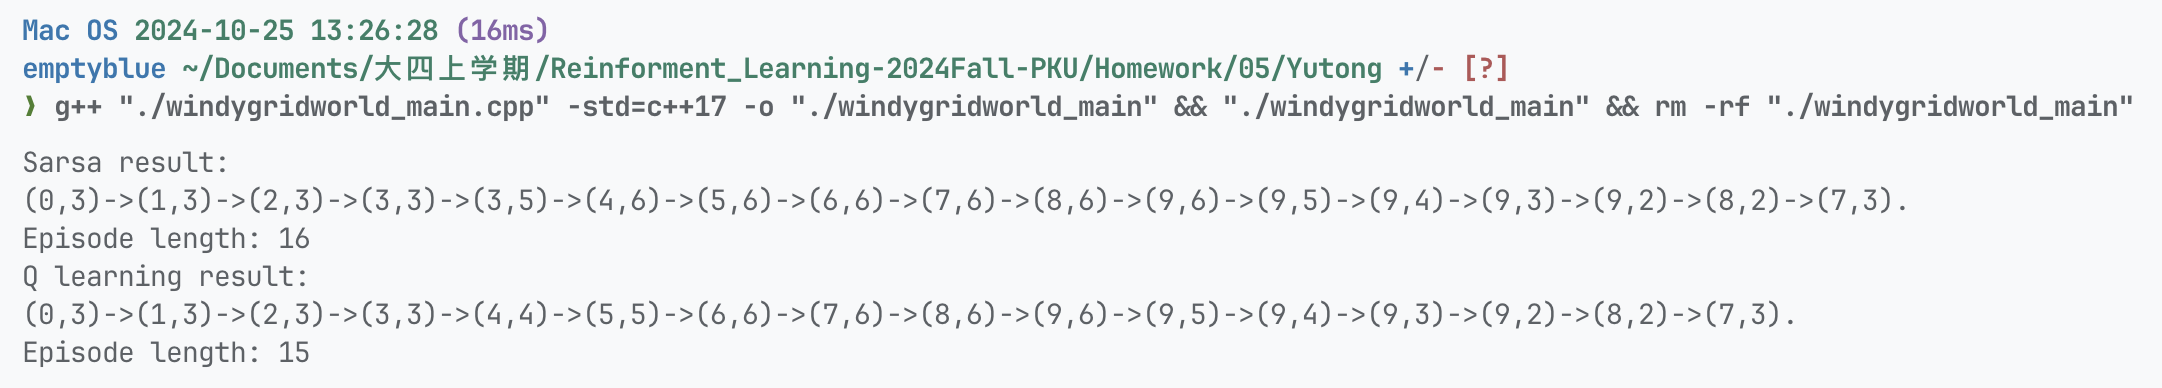 Mac OS 2024-10-25 13:26:28 (16ms)
emptyblue ~/Documents/大四上学期/Reinforment_Learning-2024Fall-PKU/Homework/05/Yutong +/- [?]
❯ g++ "./windygridworld_main.cpp" -std=c++17 -o "./windygridworld_main" && "./windygridworld_main" && rm -rf "./windygridworld_main"
Sarsa result:
(0,3)->(1,3)->(2,3)->(3,3)->(3,5)->(4,6)->(5,6)->(6,6)->(7,6)->(8,6)->(9,6)->(9,5)->(9,4)->(9,3)->(9,2)->(8,2)->(7,3).
Episode length: 16
Q learning result:
(0,3)->(1,3)->(2,3)->(3,3)->(4,4)->(5,5)->(6,6)->(7,6)->(8,6)->(9,6)->(9,5)->(9,4)->(9,3)->(9,2)->(8,2)->(7,3).
Episode length: 15